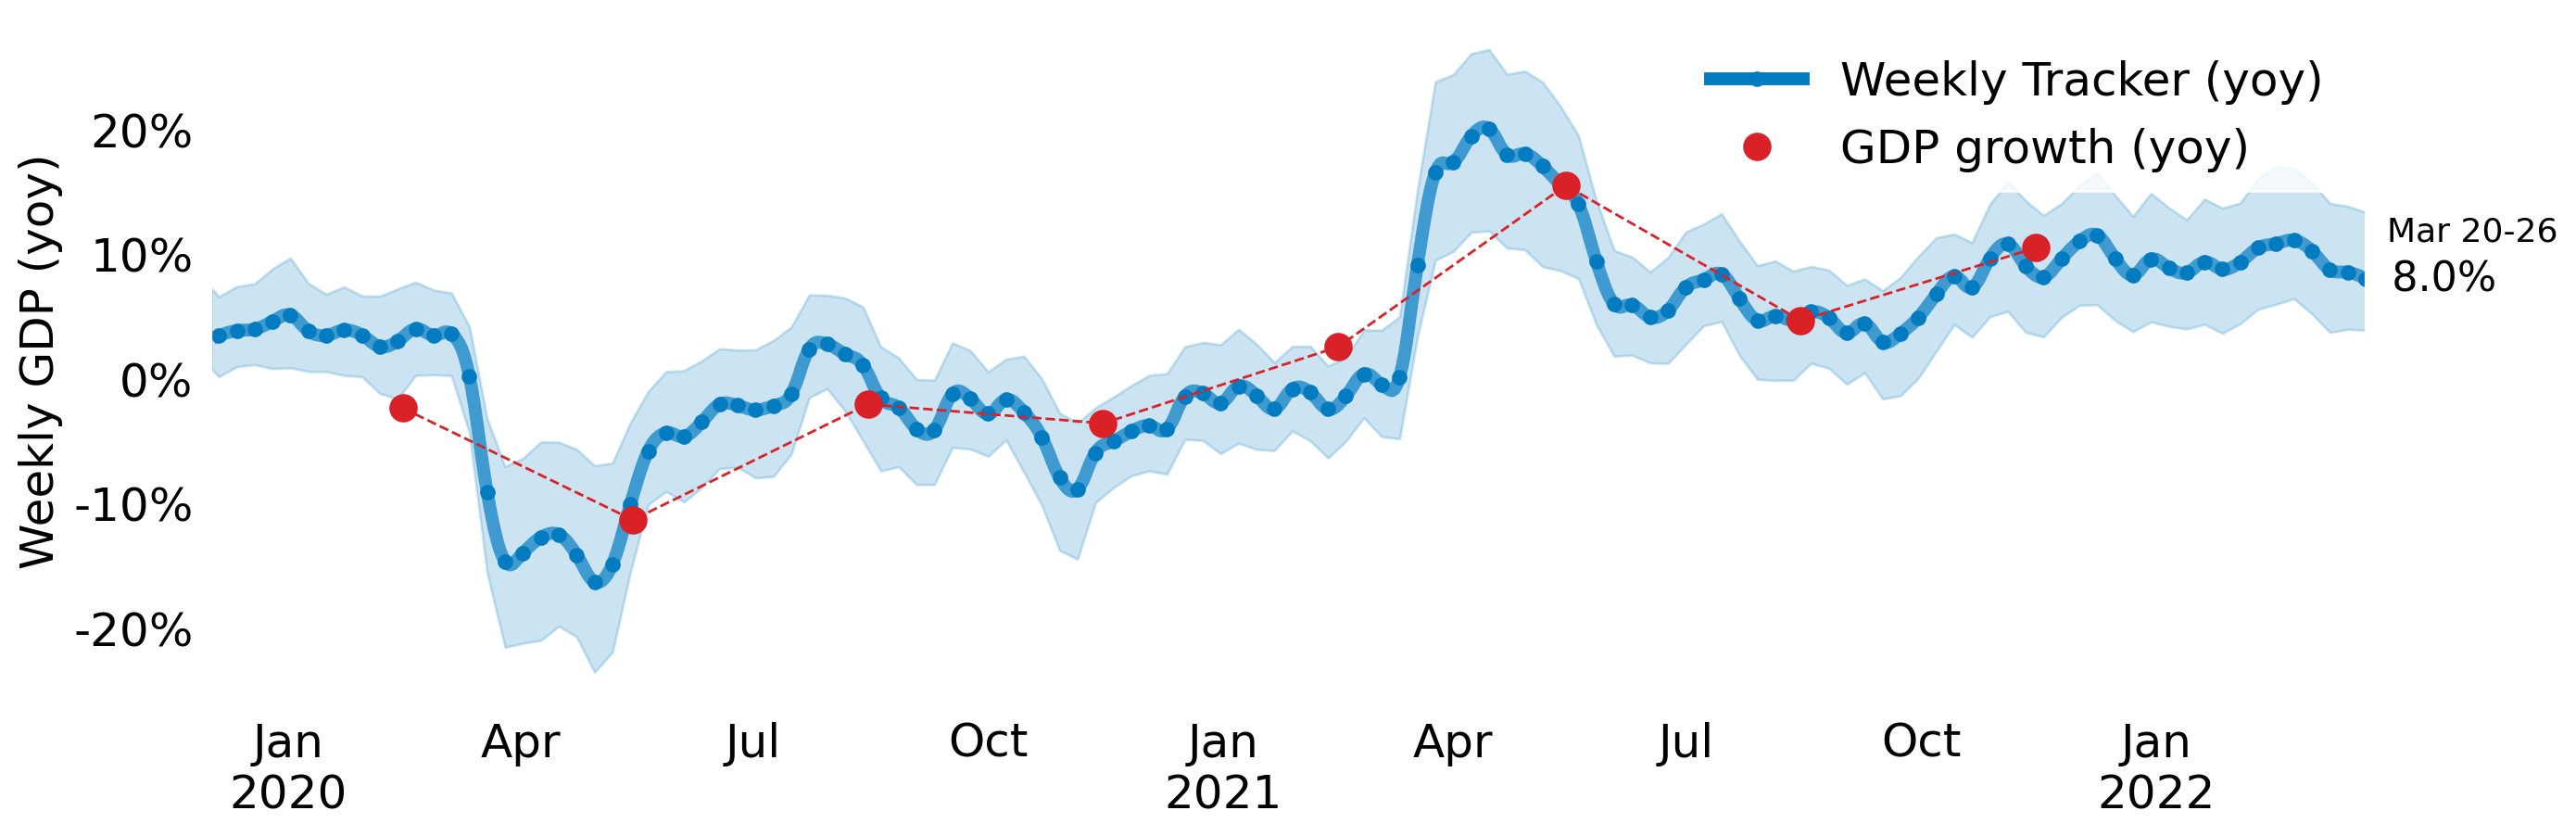 Weekly Tracker (yoy)
GDP growth (yoy)
Weekly GDP (yoy)
20%
10%
0%
-10%
-20%
Mar 20-26
8.0%
Jan Apr Jul Oct Jan Apr Jul Oct Jan
2020 2021 2022